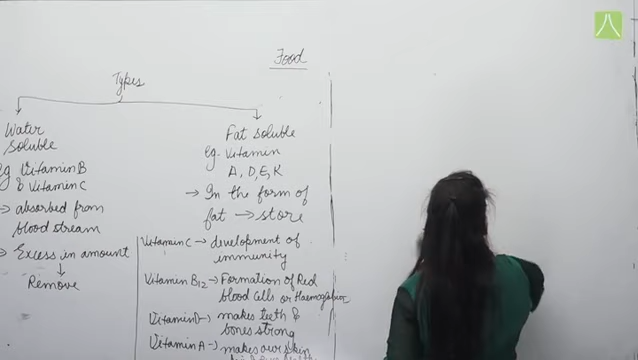 Food
Types
Water
Soluble
eg Vitamin B
& Vitamin C
→ absorbed from
blood stream
→ Excess in amount
↓
Remove
Fat soluble
Eg. Vitamin
A, D, E, K
→ In the form of
fat → store
Vitamin C → development of
immunity
Vitamin B12 → Formation of Red
blood cells or Haemoglobin
Vitamin D → makes teeth &
bones strong
Vitamin A → makes our skin